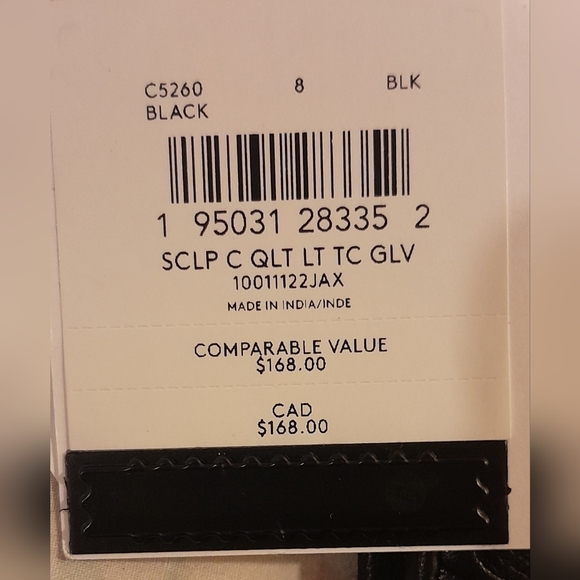 C5260 8 BLK
BLACK
1 95031 28335 2
SCLP C QLT LT TC GLV
10011122JAX
MADE IN INDIA/INDE
COMPARABLE VALUE
$168.00
CAD
$168.00